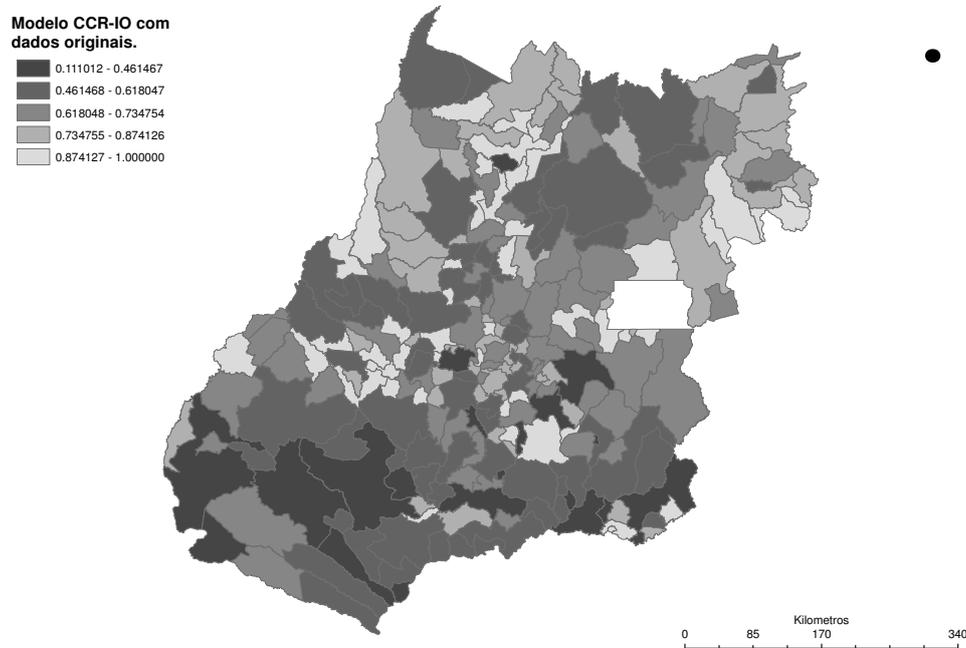 Modelo CCR-IO com
dados originais.
0.111012 - 0.461467
0.461468 - 0.618047
0.618048 - 0.734754
0.734755 - 0.874126
0.874127 - 1.000000
Kilometros
0 85 170 340